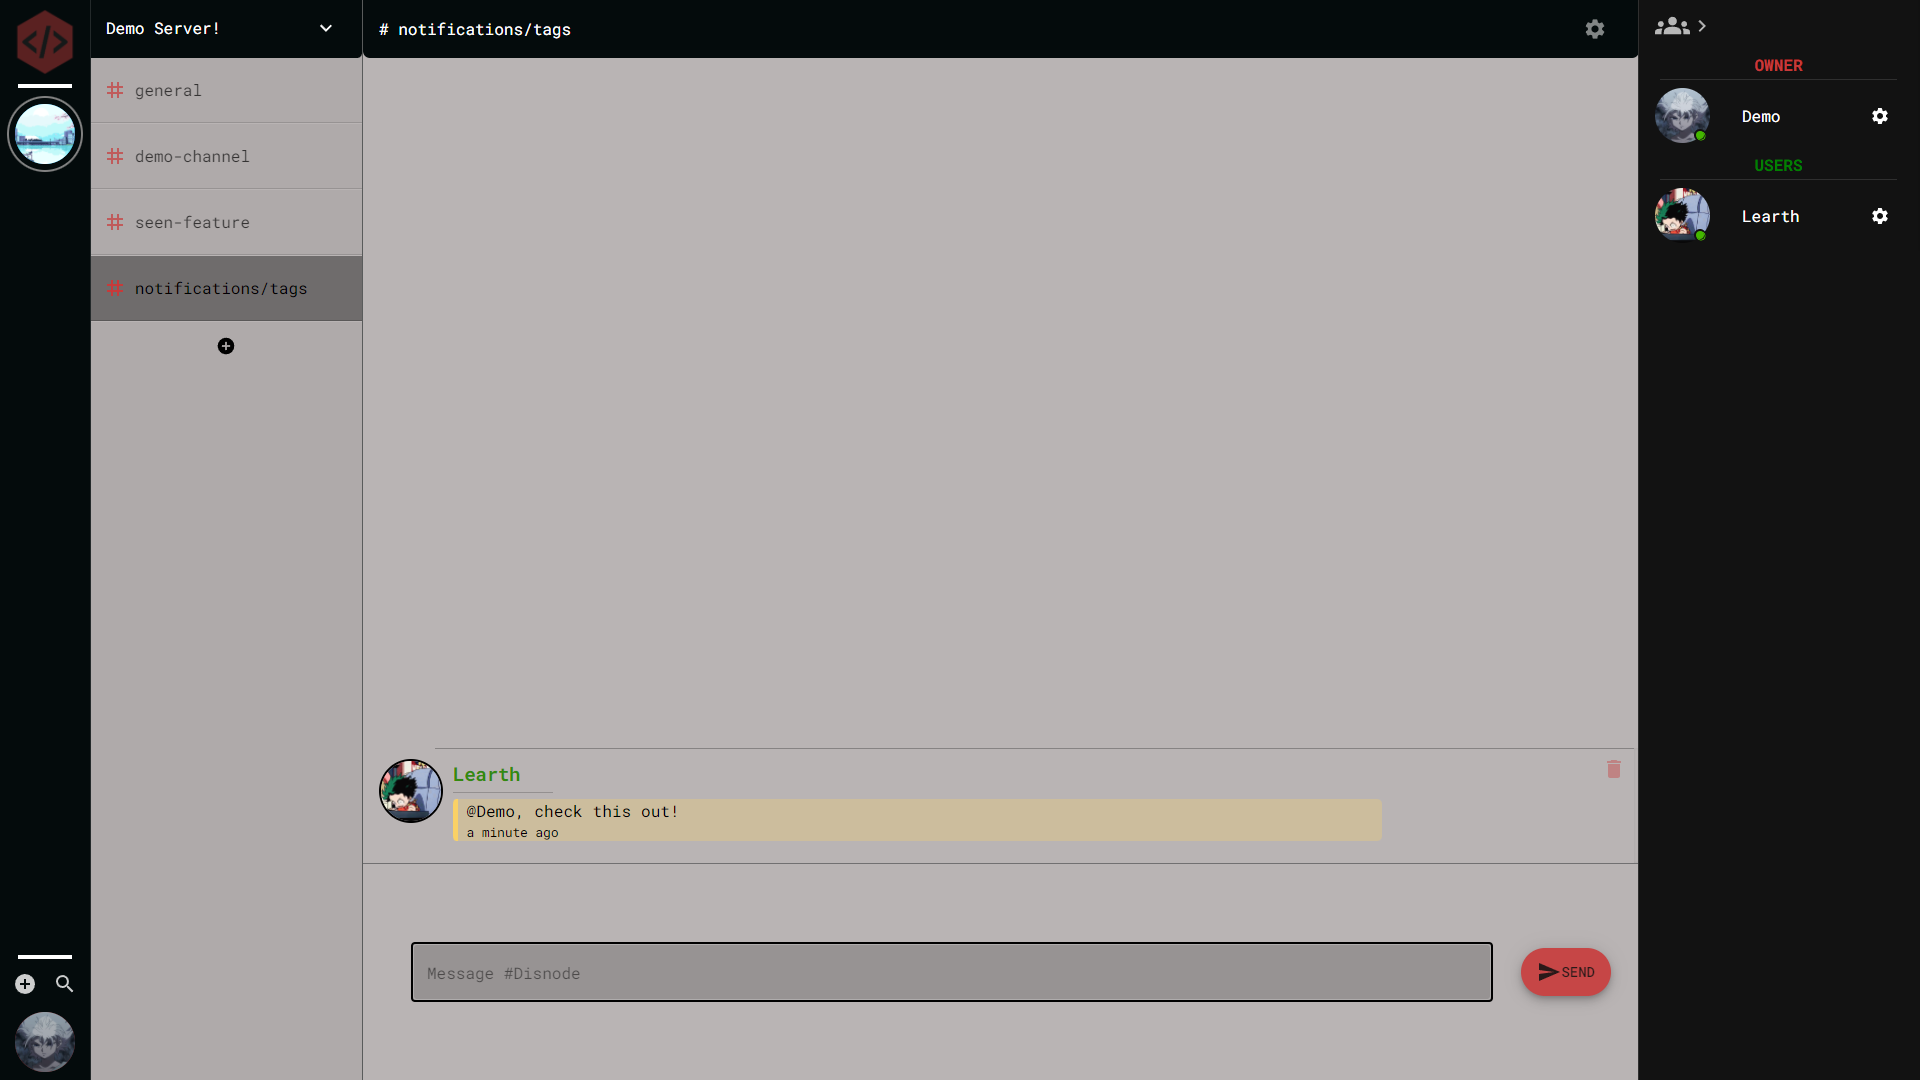 Demo Server!
general
demo-channel
seen-feature
notifications/tags
# notifications/tags
Learth
@Demo, check this out!
a minute ago
Message #Disnode
SEND
OWNER
Demo
USERS
Learth